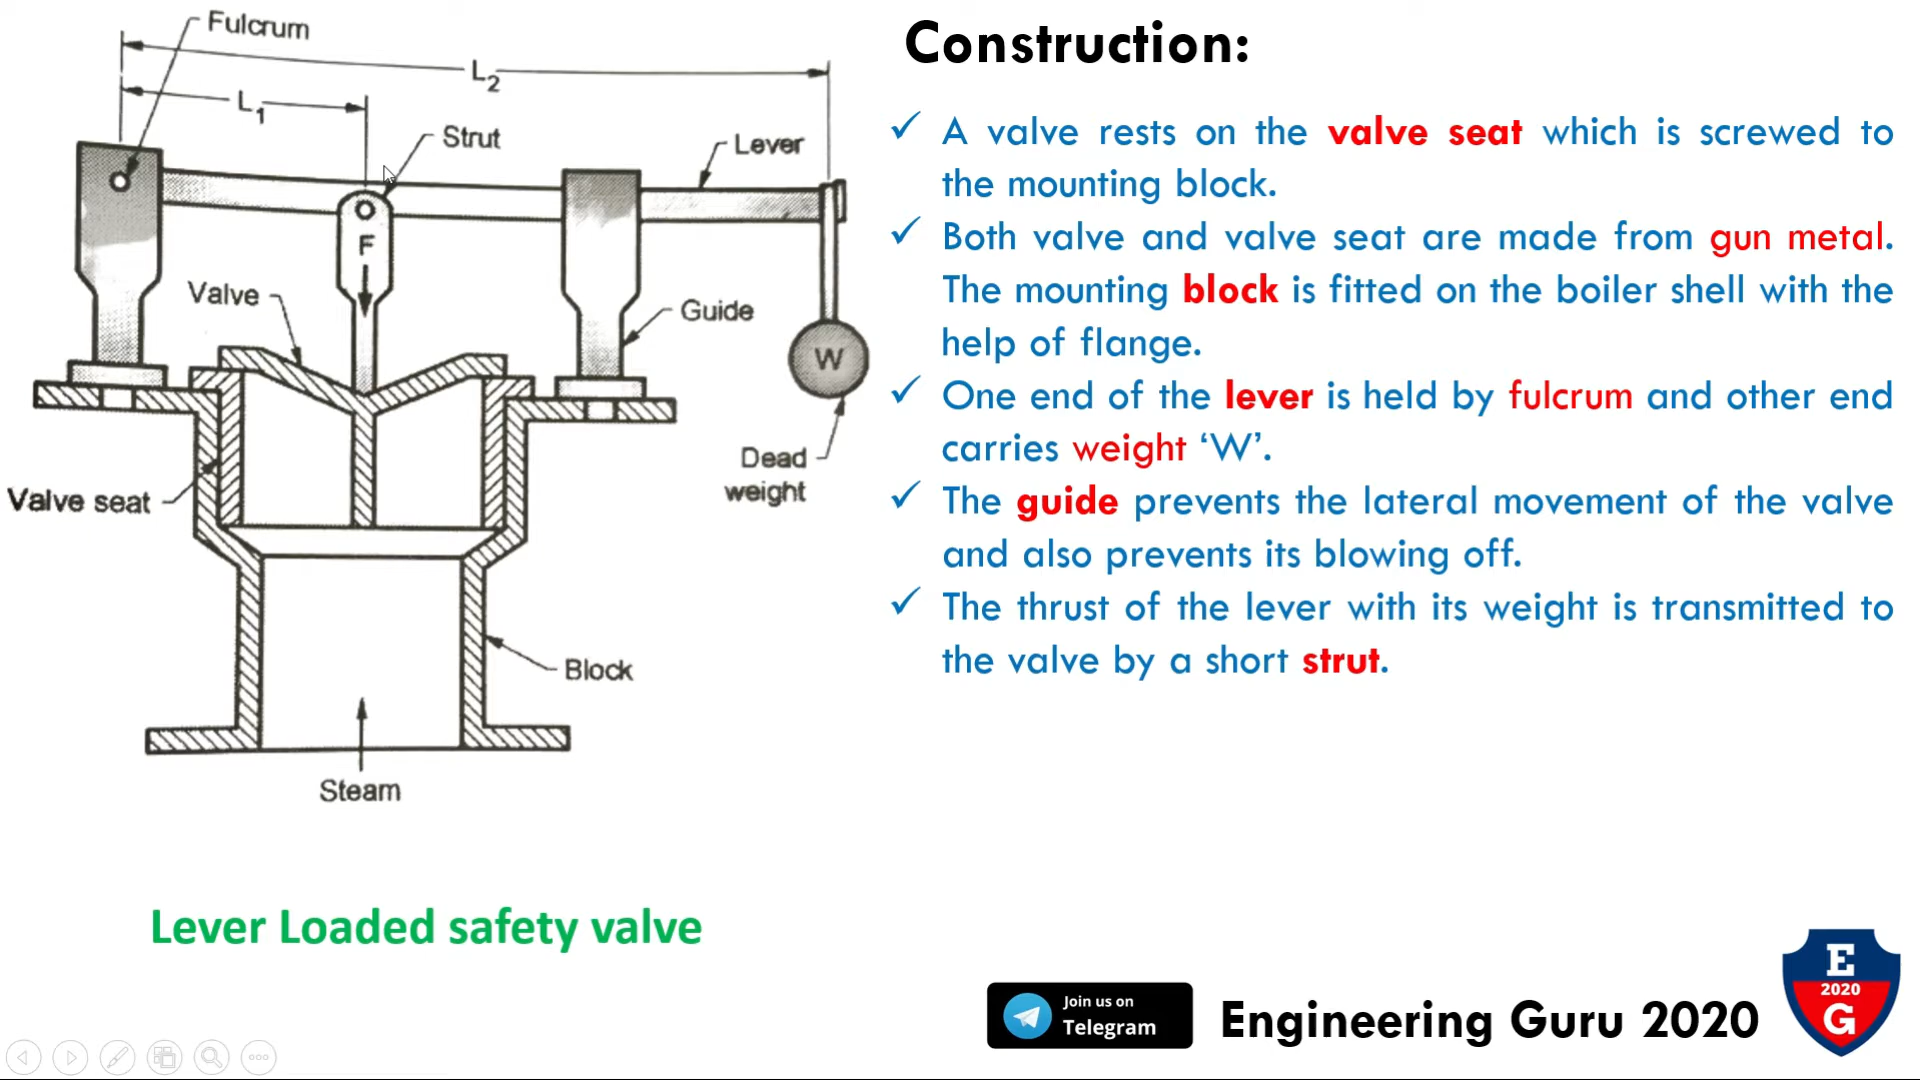 Fulcrum
L2
L1
Strut
Lever
F
Valve
Guide
W
Dead
weight
Valve seat
Block
Steam
Lever Loaded safety valve
Construction:
✓ A valve rests on the valve seat which is screwed to
the mounting block.
✓ Both valve and valve seat are made from gun metal.
The mounting block is fitted on the boiler shell with the
help of flange.
✓ One end of the lever is held by fulcrum and other end
carries weight ‘W’.
✓ The guide prevents the lateral movement of the valve
and also prevents its blowing off.
✓ The thrust of the lever with its weight is transmitted to
the valve by a short strut.
Join us on
Telegram
Engineering Guru 2020
E
2020
G